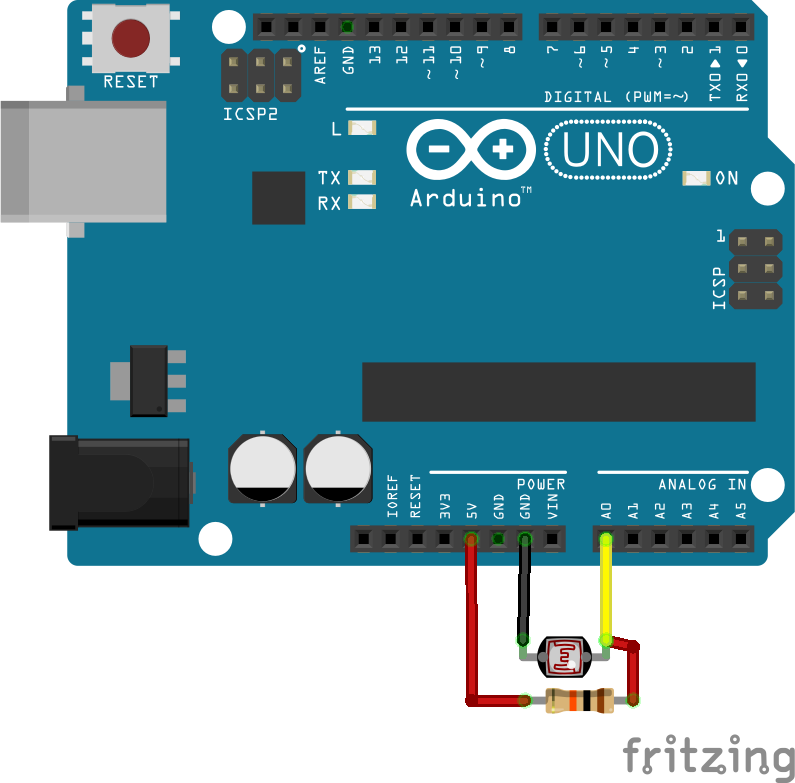 RESET
ICSP2
AREF
GND
13
12
~11
~10
~9
8
7
~6
~5
4
~3
2
TX0▶1
RX0◀0
DIGITAL (PWM=~)
L
TX
RX
Arduino™
UNO
ON
1
ICSP
POWER
ANALOG IN
IOREF
RESET
3V3
5V
GND
GND
VIN
A0
A1
A2
A3
A4
A5
fritzing